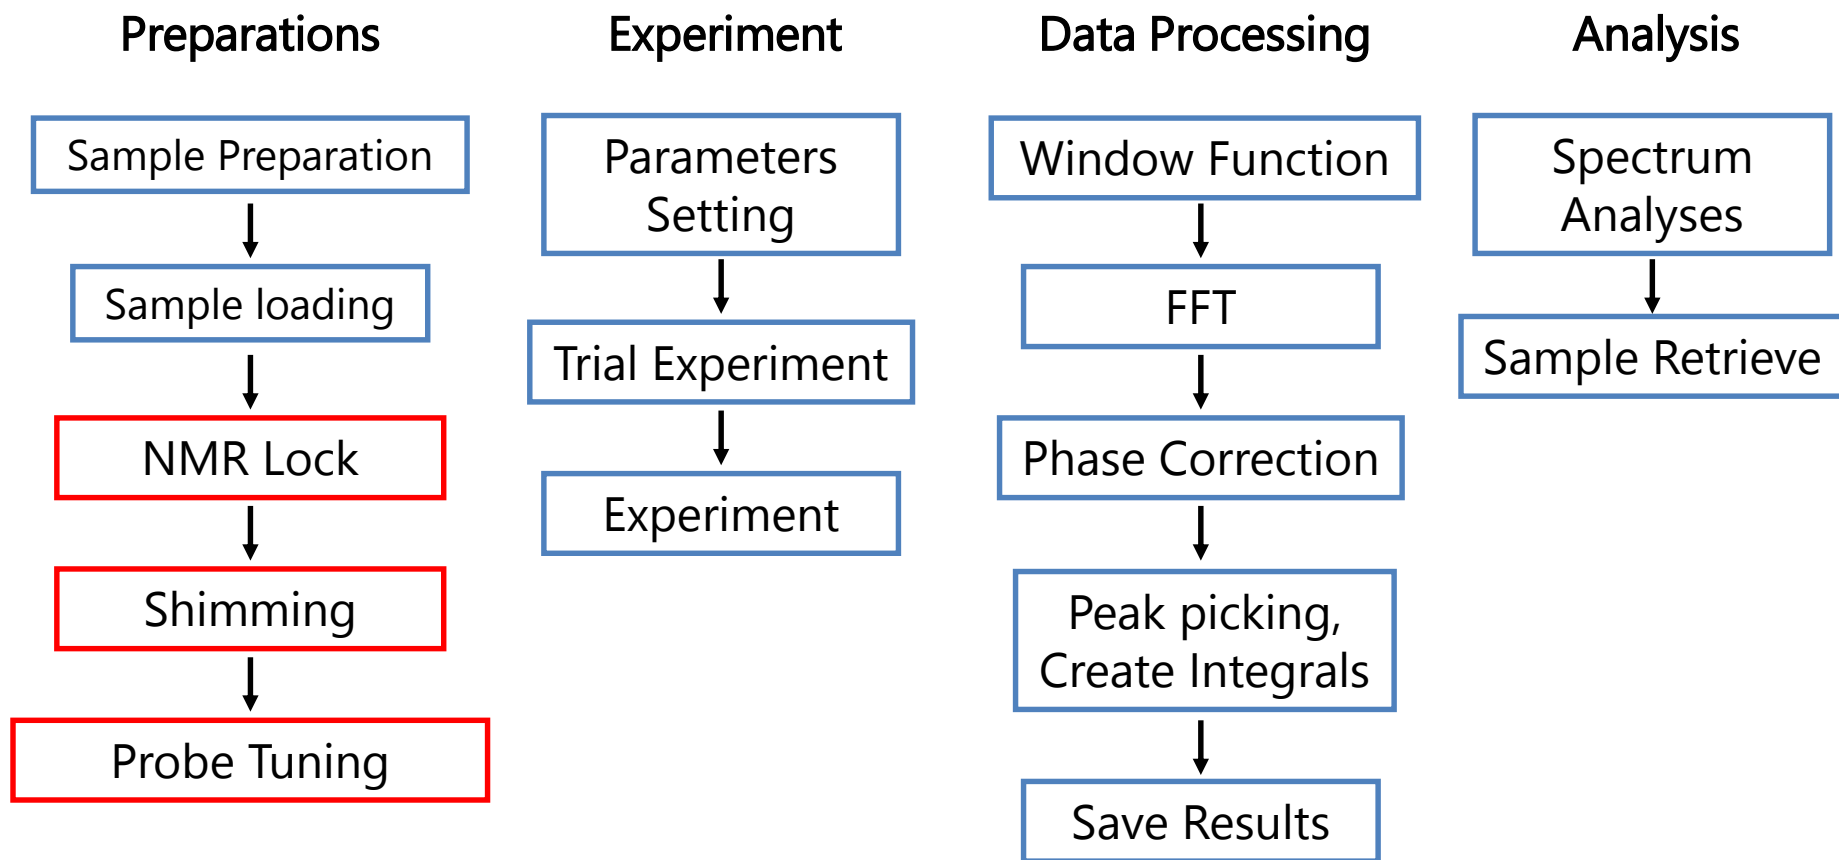 Preparations
Sample Preparation
Sample loading
NMR Lock
Shimming
Probe Tuning
Experiment
Parameters
Setting
Trial Experiment
Experiment
Data Processing
Window Function
FFT
Phase Correction
Peak picking,
Create Integrals
Save Results
Analysis
Spectrum
Analyses
Sample Retrieve